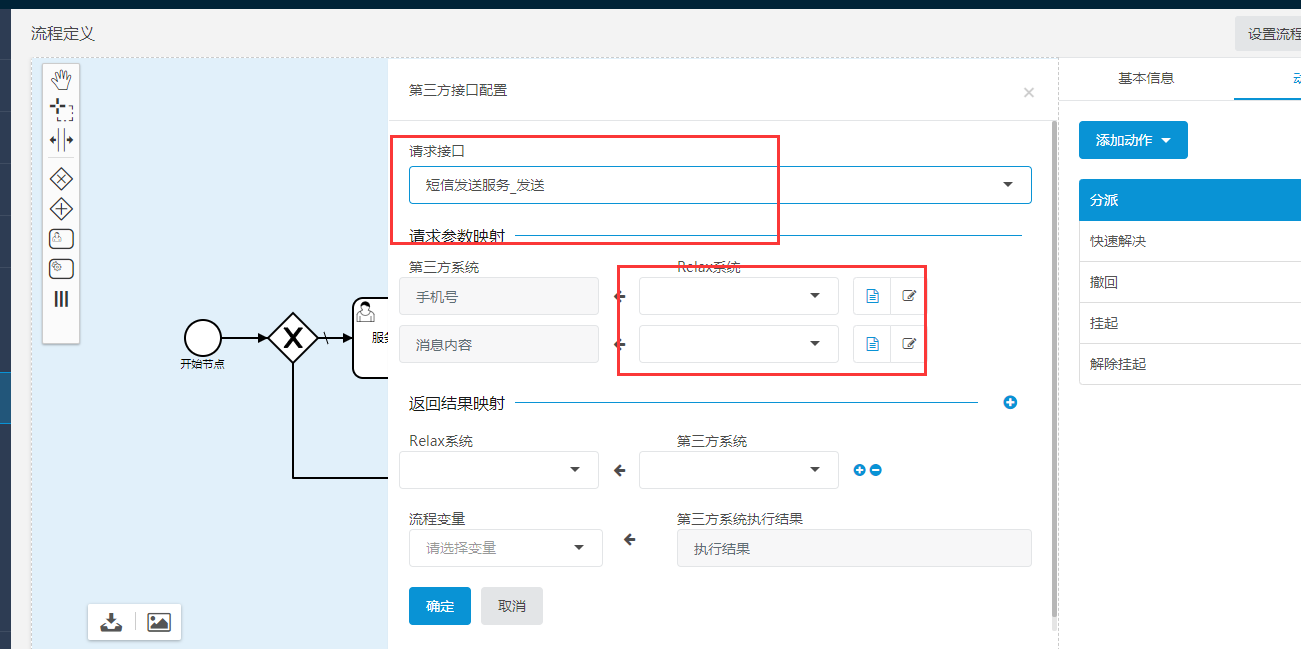 流程定义
设置流程
第三方接口配置
基本信息
请求接口
添加动作
短信发送服务_发送
分派
请求参数映射
快速解决
第三方系统
Relax系统
撤回
手机号
挂起
消息内容
解除挂起
开始节点
返回结果映射
Relax系统
第三方系统
流程变量
第三方系统执行结果
请选择变量
执行结果
确定
取消